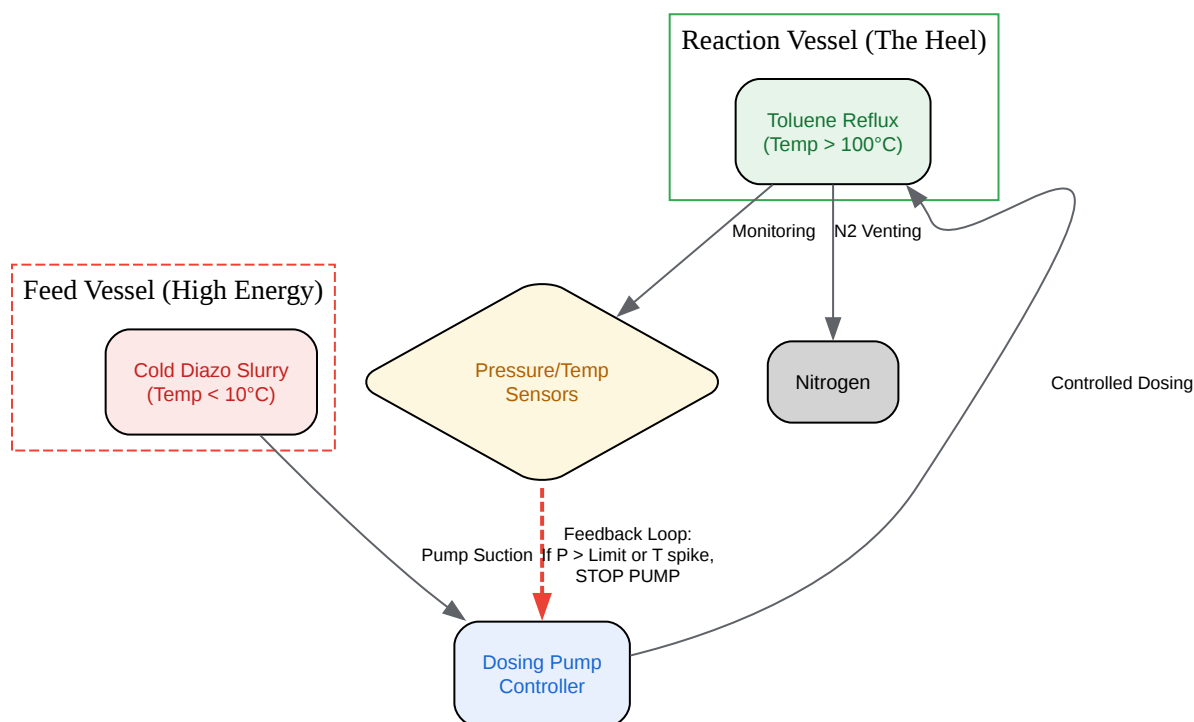 Reaction Vessel (The Heel)
Toluene Reflux
(Temp > 100°C)
Monitoring
N2 Venting
Feed Vessel (High Energy)
Cold Diazo Slurry
(Temp < 10°C)
Pressure/Temp
Sensors
Nitrogen
Controlled Dosing
Pump Suction
Feedback Loop:
If P > Limit or T spike,
STOP PUMP
Dosing Pump
Controller